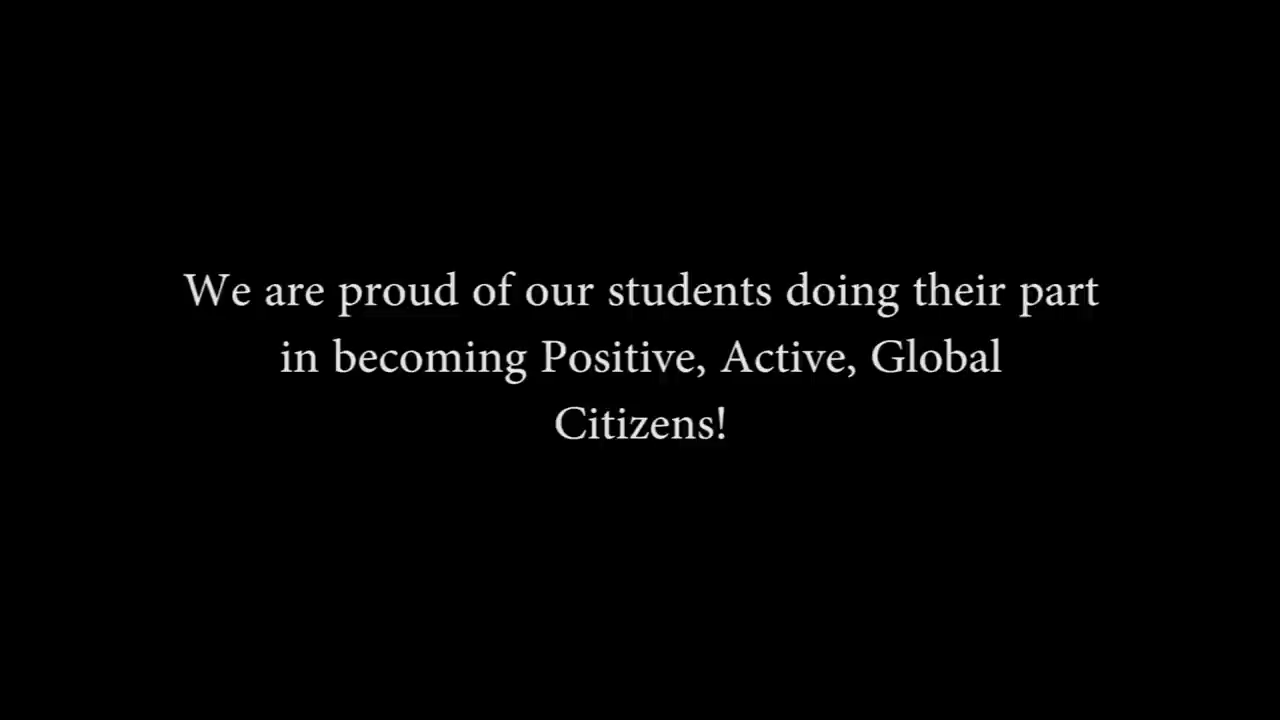 We are proud of our students doing their part
in becoming Positive, Active, Global
Citizens!